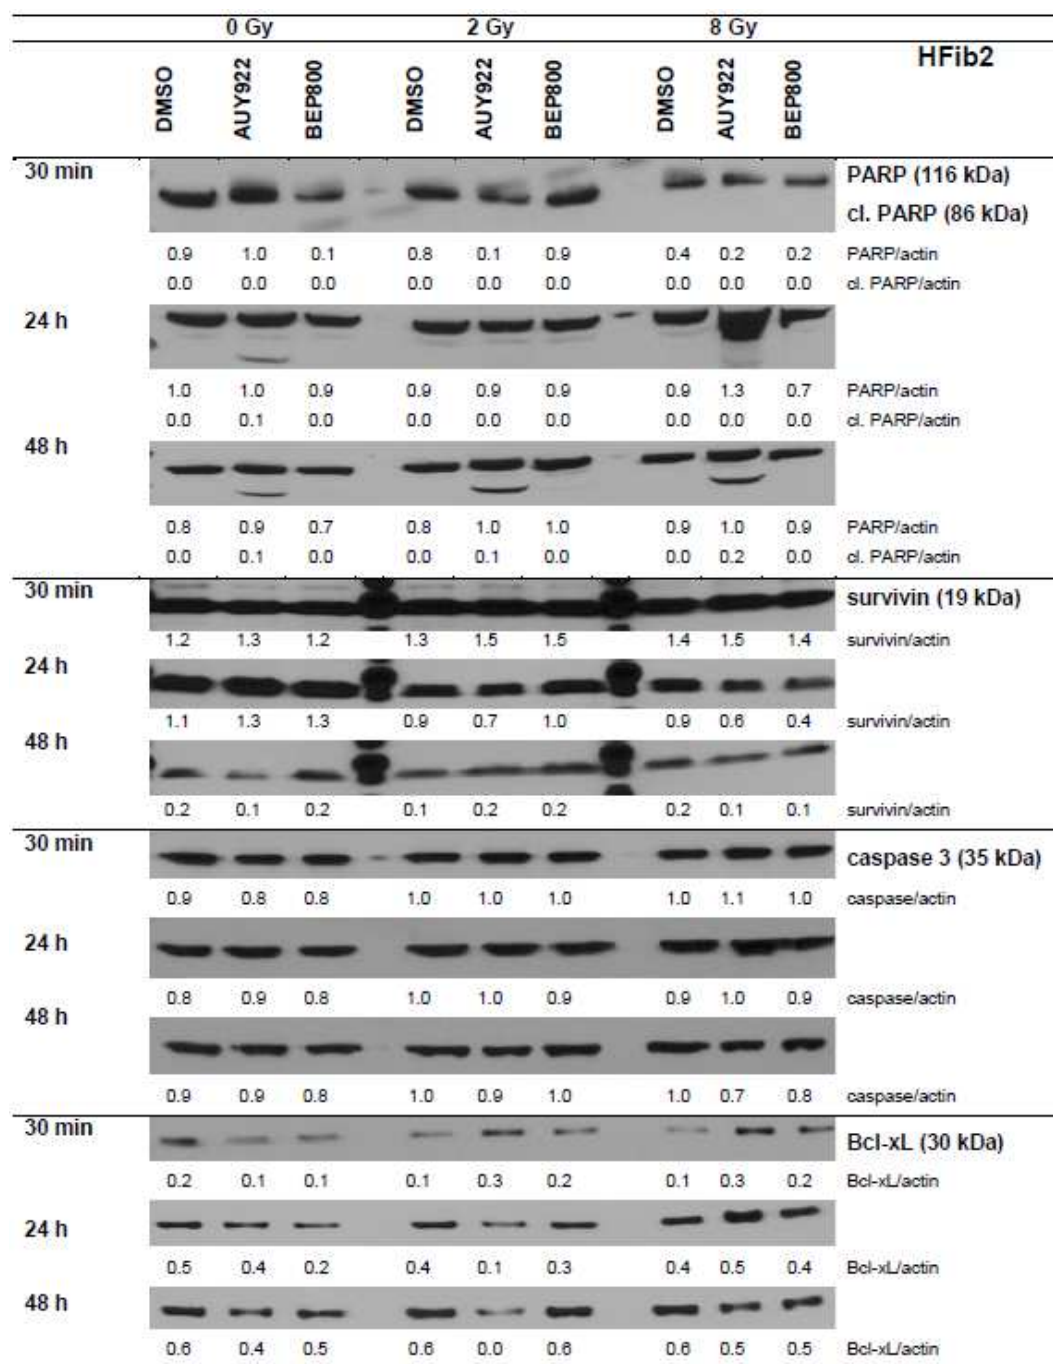 0 Gy 2 Gy 8 Gy
HFib2
DMSO AUY922 BEP800 DMSO AUY922 BEP800 DMSO AUY922 BEP800
30 min PARP (116 kDa)
cl. PARP (86 kDa)
0.9 1.0 0.1 0.8 0.1 0.9 0.4 0.2 0.2 PARP/actin
0.0 0.0 0.0 0.0 0.0 0.0 0.0 0.0 0.0 cl. PARP/actin
24 h
1.0 1.0 0.9 0.9 0.9 0.9 0.9 1.3 0.7 PARP/actin
0.0 0.1 0.0 0.0 0.0 0.0 0.0 0.0 0.0 cl. PARP/actin
48 h
0.8 0.9 0.7 0.8 1.0 1.0 0.9 1.0 0.9 PARP/actin
0.0 0.1 0.0 0.0 0.1 0.0 0.0 0.2 0.0 cl. PARP/actin
30 min survivin (19 kDa)
1.2 1.3 1.2 1.3 1.5 1.5 1.4 1.5 1.4 survivin/actin
24 h
1.1 1.3 1.3 0.9 0.7 1.0 0.9 0.6 0.4 survivin/actin
48 h
0.2 0.1 0.2 0.1 0.2 0.2 0.2 0.1 0.1 survivin/actin
30 min caspase 3 (35 kDa)
0.9 0.8 0.8 1.0 1.0 1.0 1.0 1.1 1.0 caspase/actin
24 h
0.8 0.9 0.8 1.0 1.0 0.9 0.9 1.0 0.9 caspase/actin
48 h
0.9 0.9 0.8 1.0 0.9 1.0 1.0 0.7 0.8 caspase/actin
30 min Bcl-xL (30 kDa)
0.2 0.1 0.1 0.1 0.3 0.2 0.1 0.3 0.2 Bcl-xL/actin
24 h
0.5 0.4 0.2 0.4 0.1 0.3 0.4 0.5 0.4 Bcl-xL/actin
48 h
0.6 0.4 0.5 0.6 0.0 0.6 0.6 0.5 0.5 Bcl-xL/actin